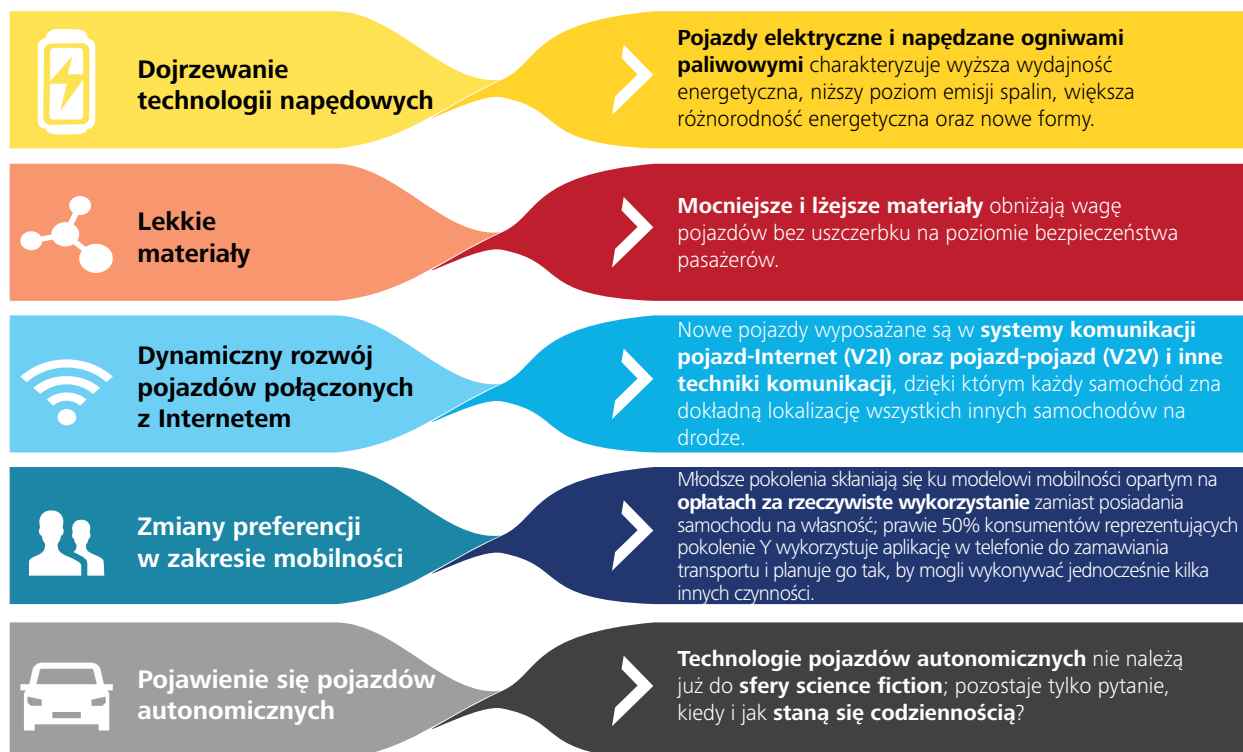 Dojrzewanie
technologii napędowych
Pojazdy elektryczne i napędzane ogniwami
paliwowymi charakteryzuje wyższa wydajność
energetyczna, niższy poziom emisji spalin, większa
różnorodność energetyczna oraz nowe formy.
Lekkie
materiały
Mocniejsze i lżejsze materiały obniżają wagę
pojazdów bez uszczerbku na poziomie bezpieczeństwa
pasażerów.
Dynamiczny rozwój
pojazdów połączonych
z Internetem
Nowe pojazdy wyposażane są w systemy komunikacji
pojazd-Internet (V2I) oraz pojazd-pojazd (V2V) i inne
techniki komunikacji, dzięki którym każdy samochód zna
dokładną lokalizację wszystkich innych samochodów na
drodze.
Zmiany preferencji
w zakresie mobilności
Młodsze pokolenia skłaniają się ku modelowi mobilności opartym na
opłatach za rzeczywiste wykorzystanie zamiast posiadania
samochodu na własność; prawie 50% konsumentów reprezentujących
pokolenie Y wykorzystuje aplikację w telefonie do zamawiania
transportu i planuje go tak, by mogli wykonywać jednocześnie kilka
innych czynności.
Pojawienie się pojazdów
autonomicznych
Technologie pojazdów autonomicznych nie należą
już do sfery science fiction; pozostaje tylko pytanie,
kiedy i jak staną się codziennością?